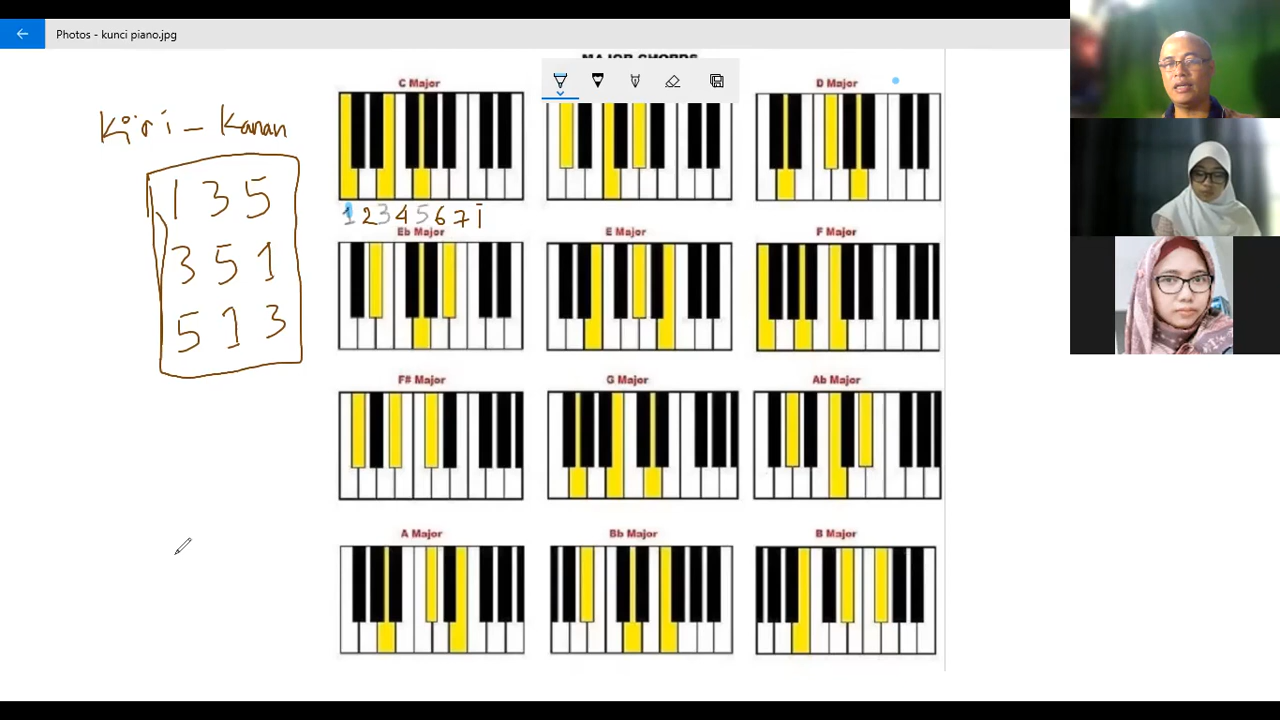 Photos - kunci piano.jpg
MAJOR CHORDS
C Major
D Major
Kiri - Kanan
1 3 5
3 5 1
5 1 3
1 2 3 4 5 6 7 1
Eb Major
E Major
F Major
F# Major
G Major
Ab Major
A Major
Bb Major
B Major